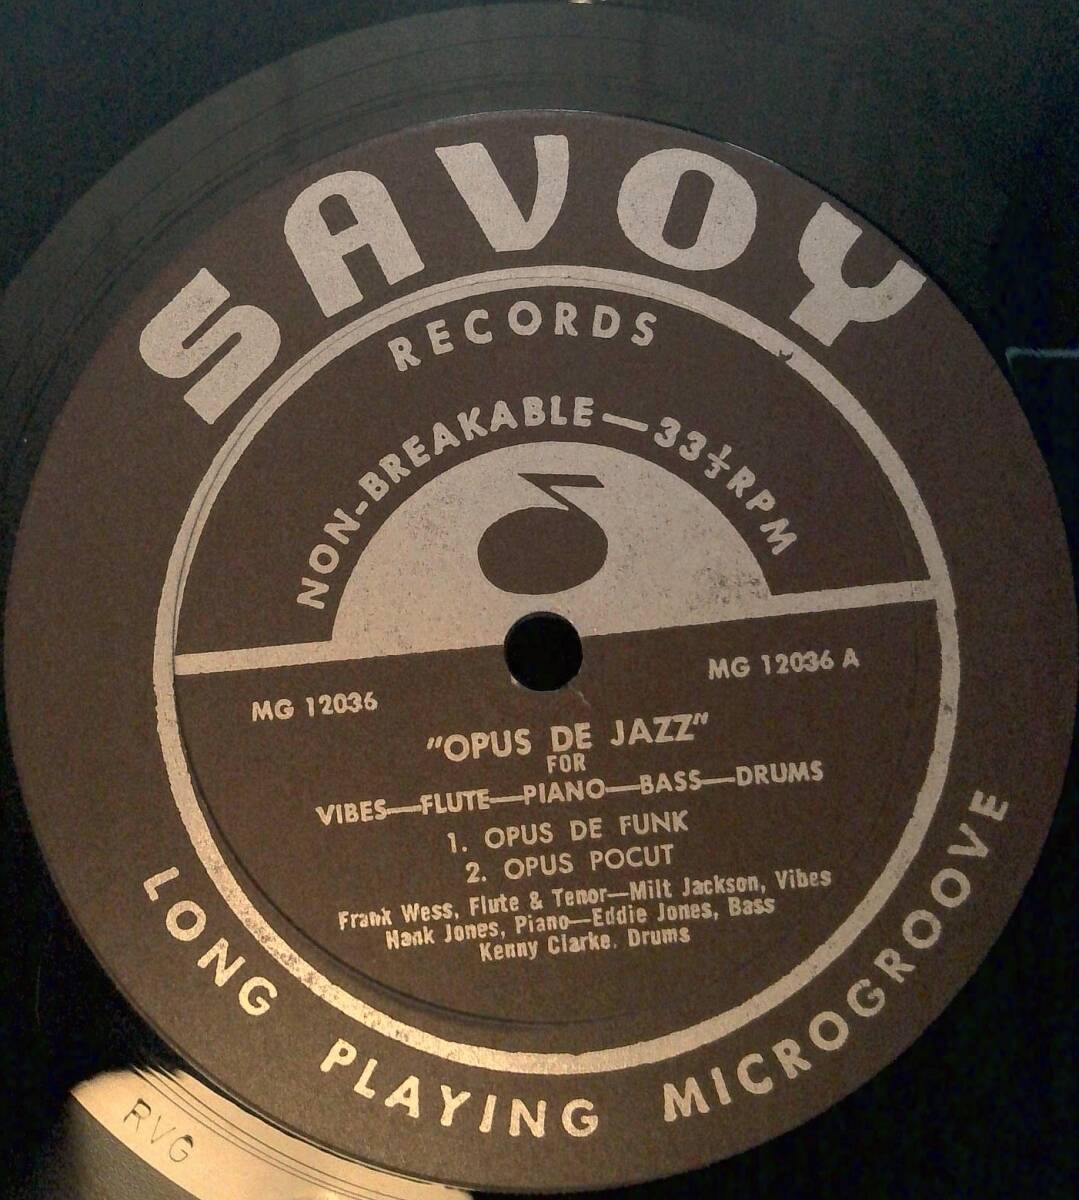 SAVOY
RECORDS
NON-BREAKABLE—33⅓RPM
MG 12036
MG 12036 A
"OPUS DE JAZZ"
FOR
VIBES—FLUTE—PIANO—BASS—DRUMS
1. OPUS DE FUNK
2. OPUS POCUT
Frank Wess, Flute & Tenor—Milt Jackson, Vibes
Hank Jones, Piano—Eddie Jones, Bass
Kenny Clarke. Drums
LONG PLAYING MICROGROOVE
RVG